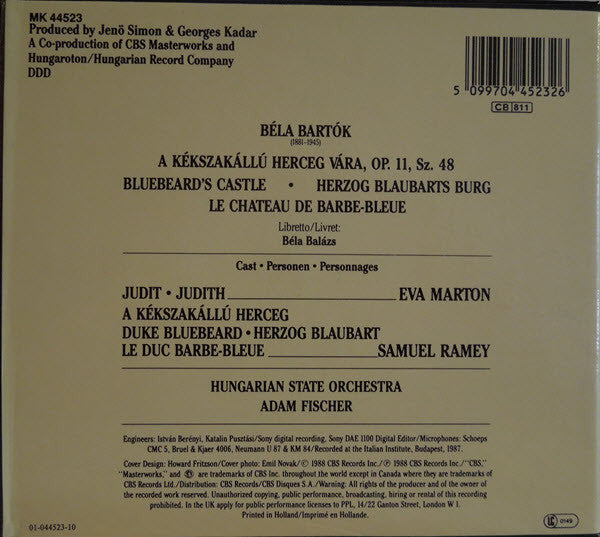 MK 44523
Produced by Jenö Simon & Georges Kadar
A Co-production of CBS Masterworks and
Hungaroton/Hungarian Record Company
DDD
5 099704 452326
CB 811
BÉLA BARTÓK
(1881-1945)
A KÉKSZAKÁLLÚ HERCEG VÁRA, OP. 11, Sz. 48
BLUEBEARD'S CASTLE • HERZOG BLAUBARTS BURG
LE CHATEAU DE BARBE-BLEUE
Libretto/Livret:
Béla Balázs
Cast • Personen • Personnages
JUDIT • JUDITH EVA MARTON
A KÉKSZAKÁLLÚ HERCEG
DUKE BLUEBEARD • HERZOG BLAUBART
LE DUC BARBE-BLEUE SAMUEL RAMEY
HUNGARIAN STATE ORCHESTRA
ADAM FISCHER
Engineers: István Berényi, Katalin Pusztási/Sony digital recording, Sony DAE 1100 Digital Editor/Microphones: Schoeps
CMC 5, Bruel & Kjaer 4006, Neumann U 87 & KM 84/Recorded at the Italian Institute, Budapest, 1987.
Cover Design: Howard Fritzson/Cover photo: Emil Novak/© 1988 CBS Records Inc./℗ 1988 CBS Records Inc./"CBS,"
"Masterworks," and are trademarks of CBS Inc. throughout the world except in Canada where they are trademarks of
CBS Records Ltd./Distribution: CBS Records/CBS Disques S.A./Warning: All rights of the producer and of the owner of
the recorded work reserved. Unauthorized copying, public performance, broadcasting, hiring or rental of this recording
prohibited. In the UK apply for public performance licences to PPL, 14/22 Ganton Street, London W 1.
Printed in Holland/Imprimé en Hollande.
01-044523-10
LC 0149